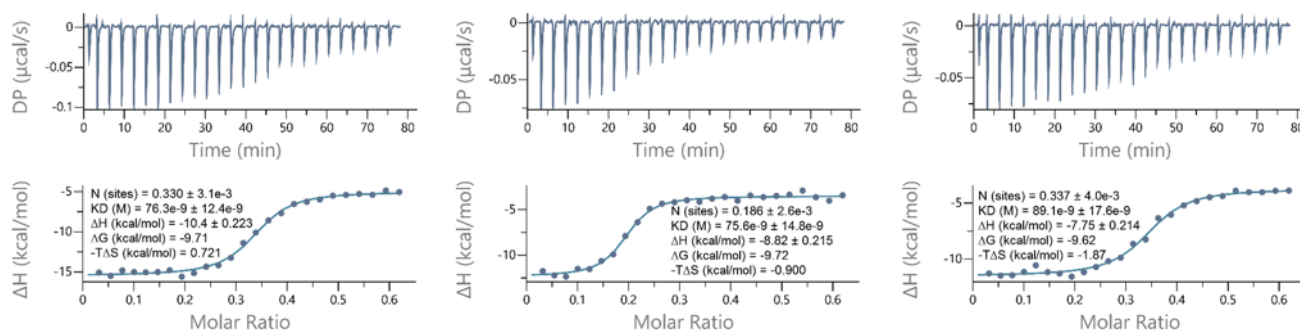 DP (µcal/s)
0
-0.05
-0.1
0 10 20 30 40 50 60 70 80
Time (min)
DP (µcal/s)
0
-0.05
0 10 20 30 40 50 60 70 80
Time (min)
DP (µcal/s)
0
-0.05
0 10 20 30 40 50 60 70 80
Time (min)
ΔH (kcal/mol)
-5
-10
-15
N (sites) = 0.330 ± 3.1e-3
KD (M) = 76.3e-9 ± 12.4e-9
ΔH (kcal/mol) = -10.4 ± 0.223
ΔG (kcal/mol) = -9.71
-TΔS (kcal/mol) = 0.721
0 0.1 0.2 0.3 0.4 0.5 0.6
Molar Ratio
ΔH (kcal/mol)
-5
-10
N (sites) = 0.186 ± 2.6e-3
KD (M) = 75.6e-9 ± 14.8e-9
ΔH (kcal/mol) = -8.82 ± 0.215
ΔG (kcal/mol) = -9.72
-TΔS (kcal/mol) = -0.900
0 0.1 0.2 0.3 0.4 0.5 0.6
Molar Ratio
ΔH (kcal/mol)
-5
-10
N (sites) = 0.337 ± 4.0e-3
KD (M) = 89.1e-9 ± 17.6e-9
ΔH (kcal/mol) = -7.75 ± 0.214
ΔG (kcal/mol) = -9.62
-TΔS (kcal/mol) = -1.87
0 0.1 0.2 0.3 0.4 0.5 0.6
Molar Ratio